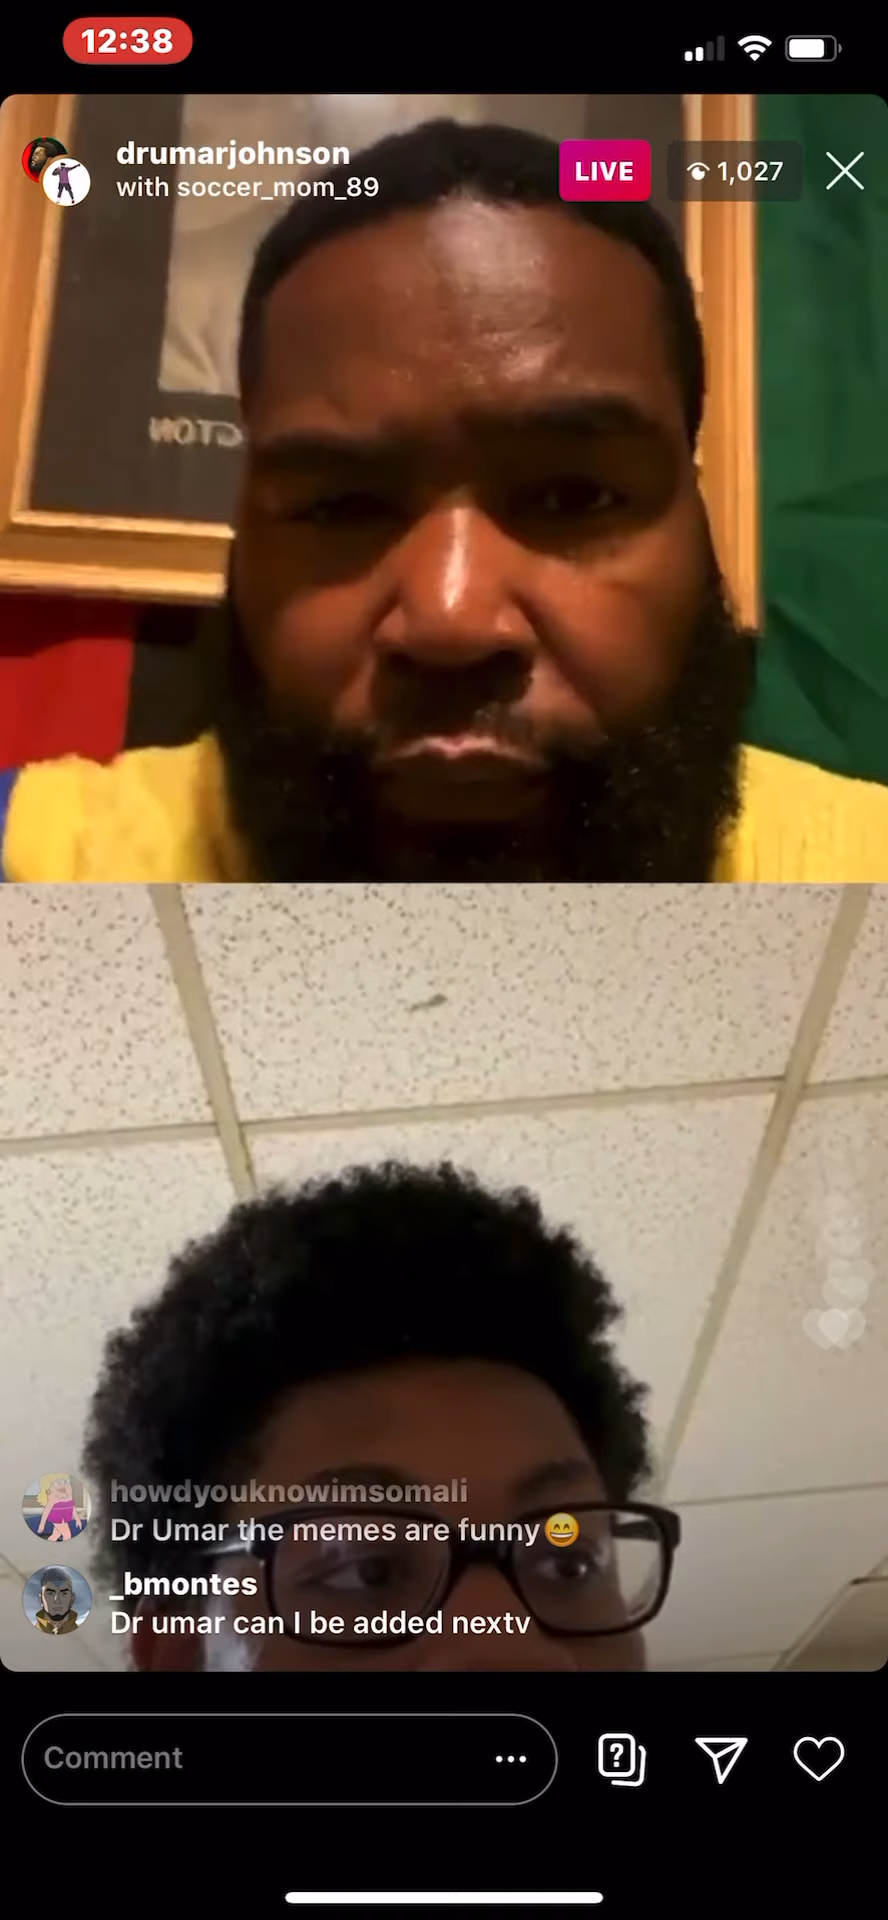 12:38
drumarjohnson
with soccer_mom_89
LIVE
1,027
howdyouknowimsomali
Dr Umar the memes are funny😄
_bmontes
Dr umar can I be added nextv
Comment